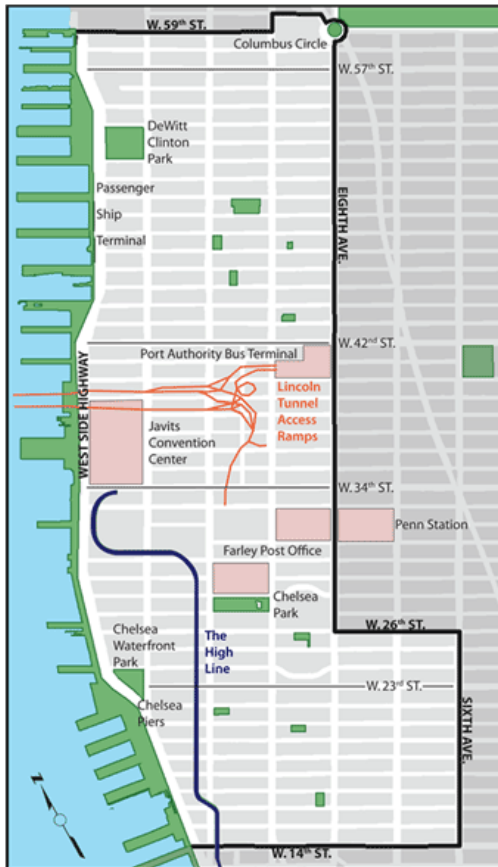 W. 59th ST.
Columbus Circle
W. 57th ST.
DeWitt
Clinton
Park
Passenger
Ship
Terminal
EIGHTH AVE.
W. 42nd ST.
Port Authority Bus Terminal
Lincoln
Tunnel
Access
Ramps
WEST SIDE HIGHWAY
Javits
Convention
Center
W. 34th ST.
Penn Station
Farley Post Office
Chelsea
Park
W. 26th ST.
Chelsea
Waterfront
Park
The
High
Line
W. 23rd ST.
Chelsea
Piers
SIXTH AVE.
W. 14th ST.
N